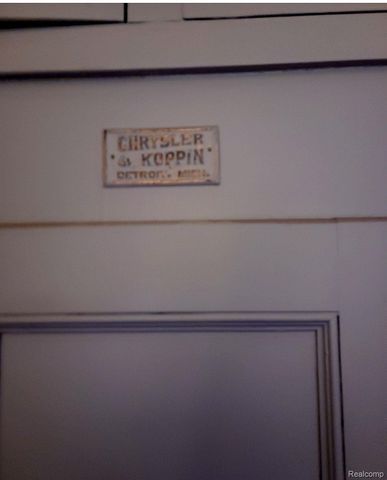 CHRYSLER
& KOPPIN
DETROIT, MICH.
Realcomp